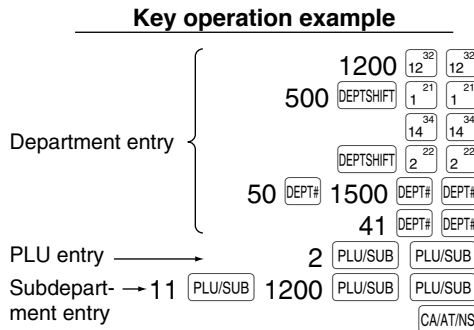 Key operation example
1200 12 32 12 32
500 DEPTSHIFT 1 21 1 21
14 34 14 34
Department entry
DEPTSHIFT 2 22 2 22
50 DEPT# 1500 DEPT# DEPT#
41 DEPT# DEPT#
PLU entry 2 PLU/SUB PLU/SUB
Subdepart- 11 PLU/SUB 1200 PLU/SUB PLU/SUB
ment entry
CA/AT/NS